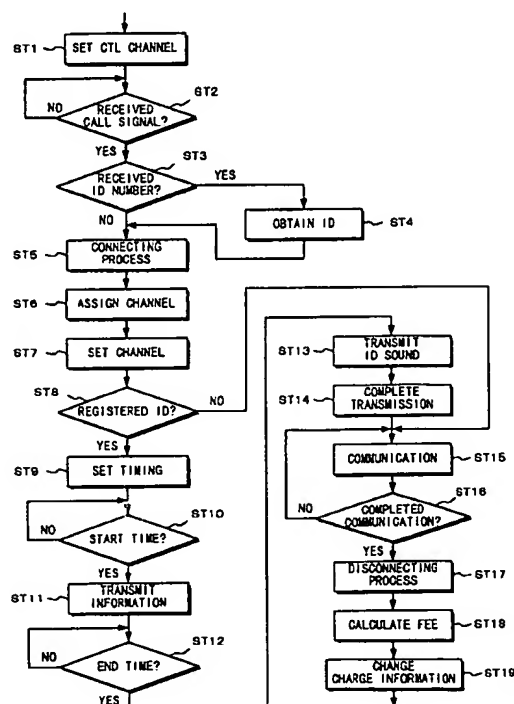 ST1
SET CTL CHANNEL
ST2
NO
RECEIVED
CALL SIGNAL?
YES
ST3
RECEIVED
ID NUMBER?
YES
NO
OBTAIN ID
ST4
ST5
CONNECTING
PROCESS
ST6
ASSIGN CHANNEL
ST7
SET CHANNEL
ST8
REGISTERED ID?
NO
YES
ST9
SET TIMING
ST10
NO
START TIME?
YES
ST11
TRANSMIT
INFORMATION
ST12
NO
END TIME?
YES
ST13
TRANSMIT
ID SOUND
ST14
COMPLETE
TRANSMISSION
COMMUNICATION
ST15
ST16
NO
COMPLETED
COMMUNICATION?
YES
DISCONNECTING
PROCESS
ST17
CALCULATE FEE
ST18
CHANGE
CHARGE INFORMATION
ST19